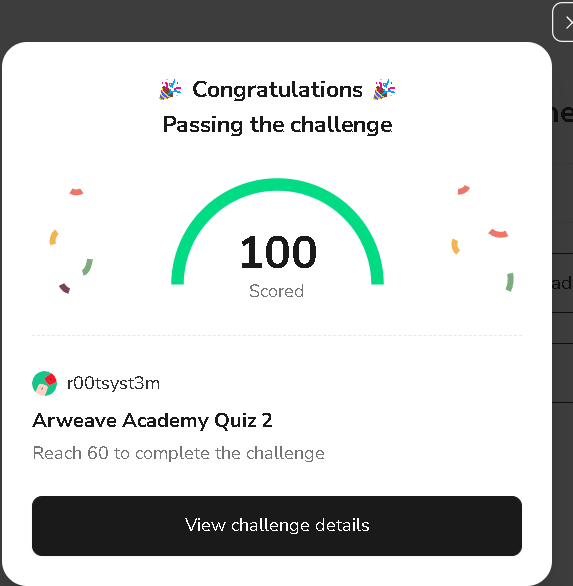 Congratulations
Passing the challenge
100
Scored
r00tsyst3m
Arweave Academy Quiz 2
Reach 60 to complete the challenge
View challenge details